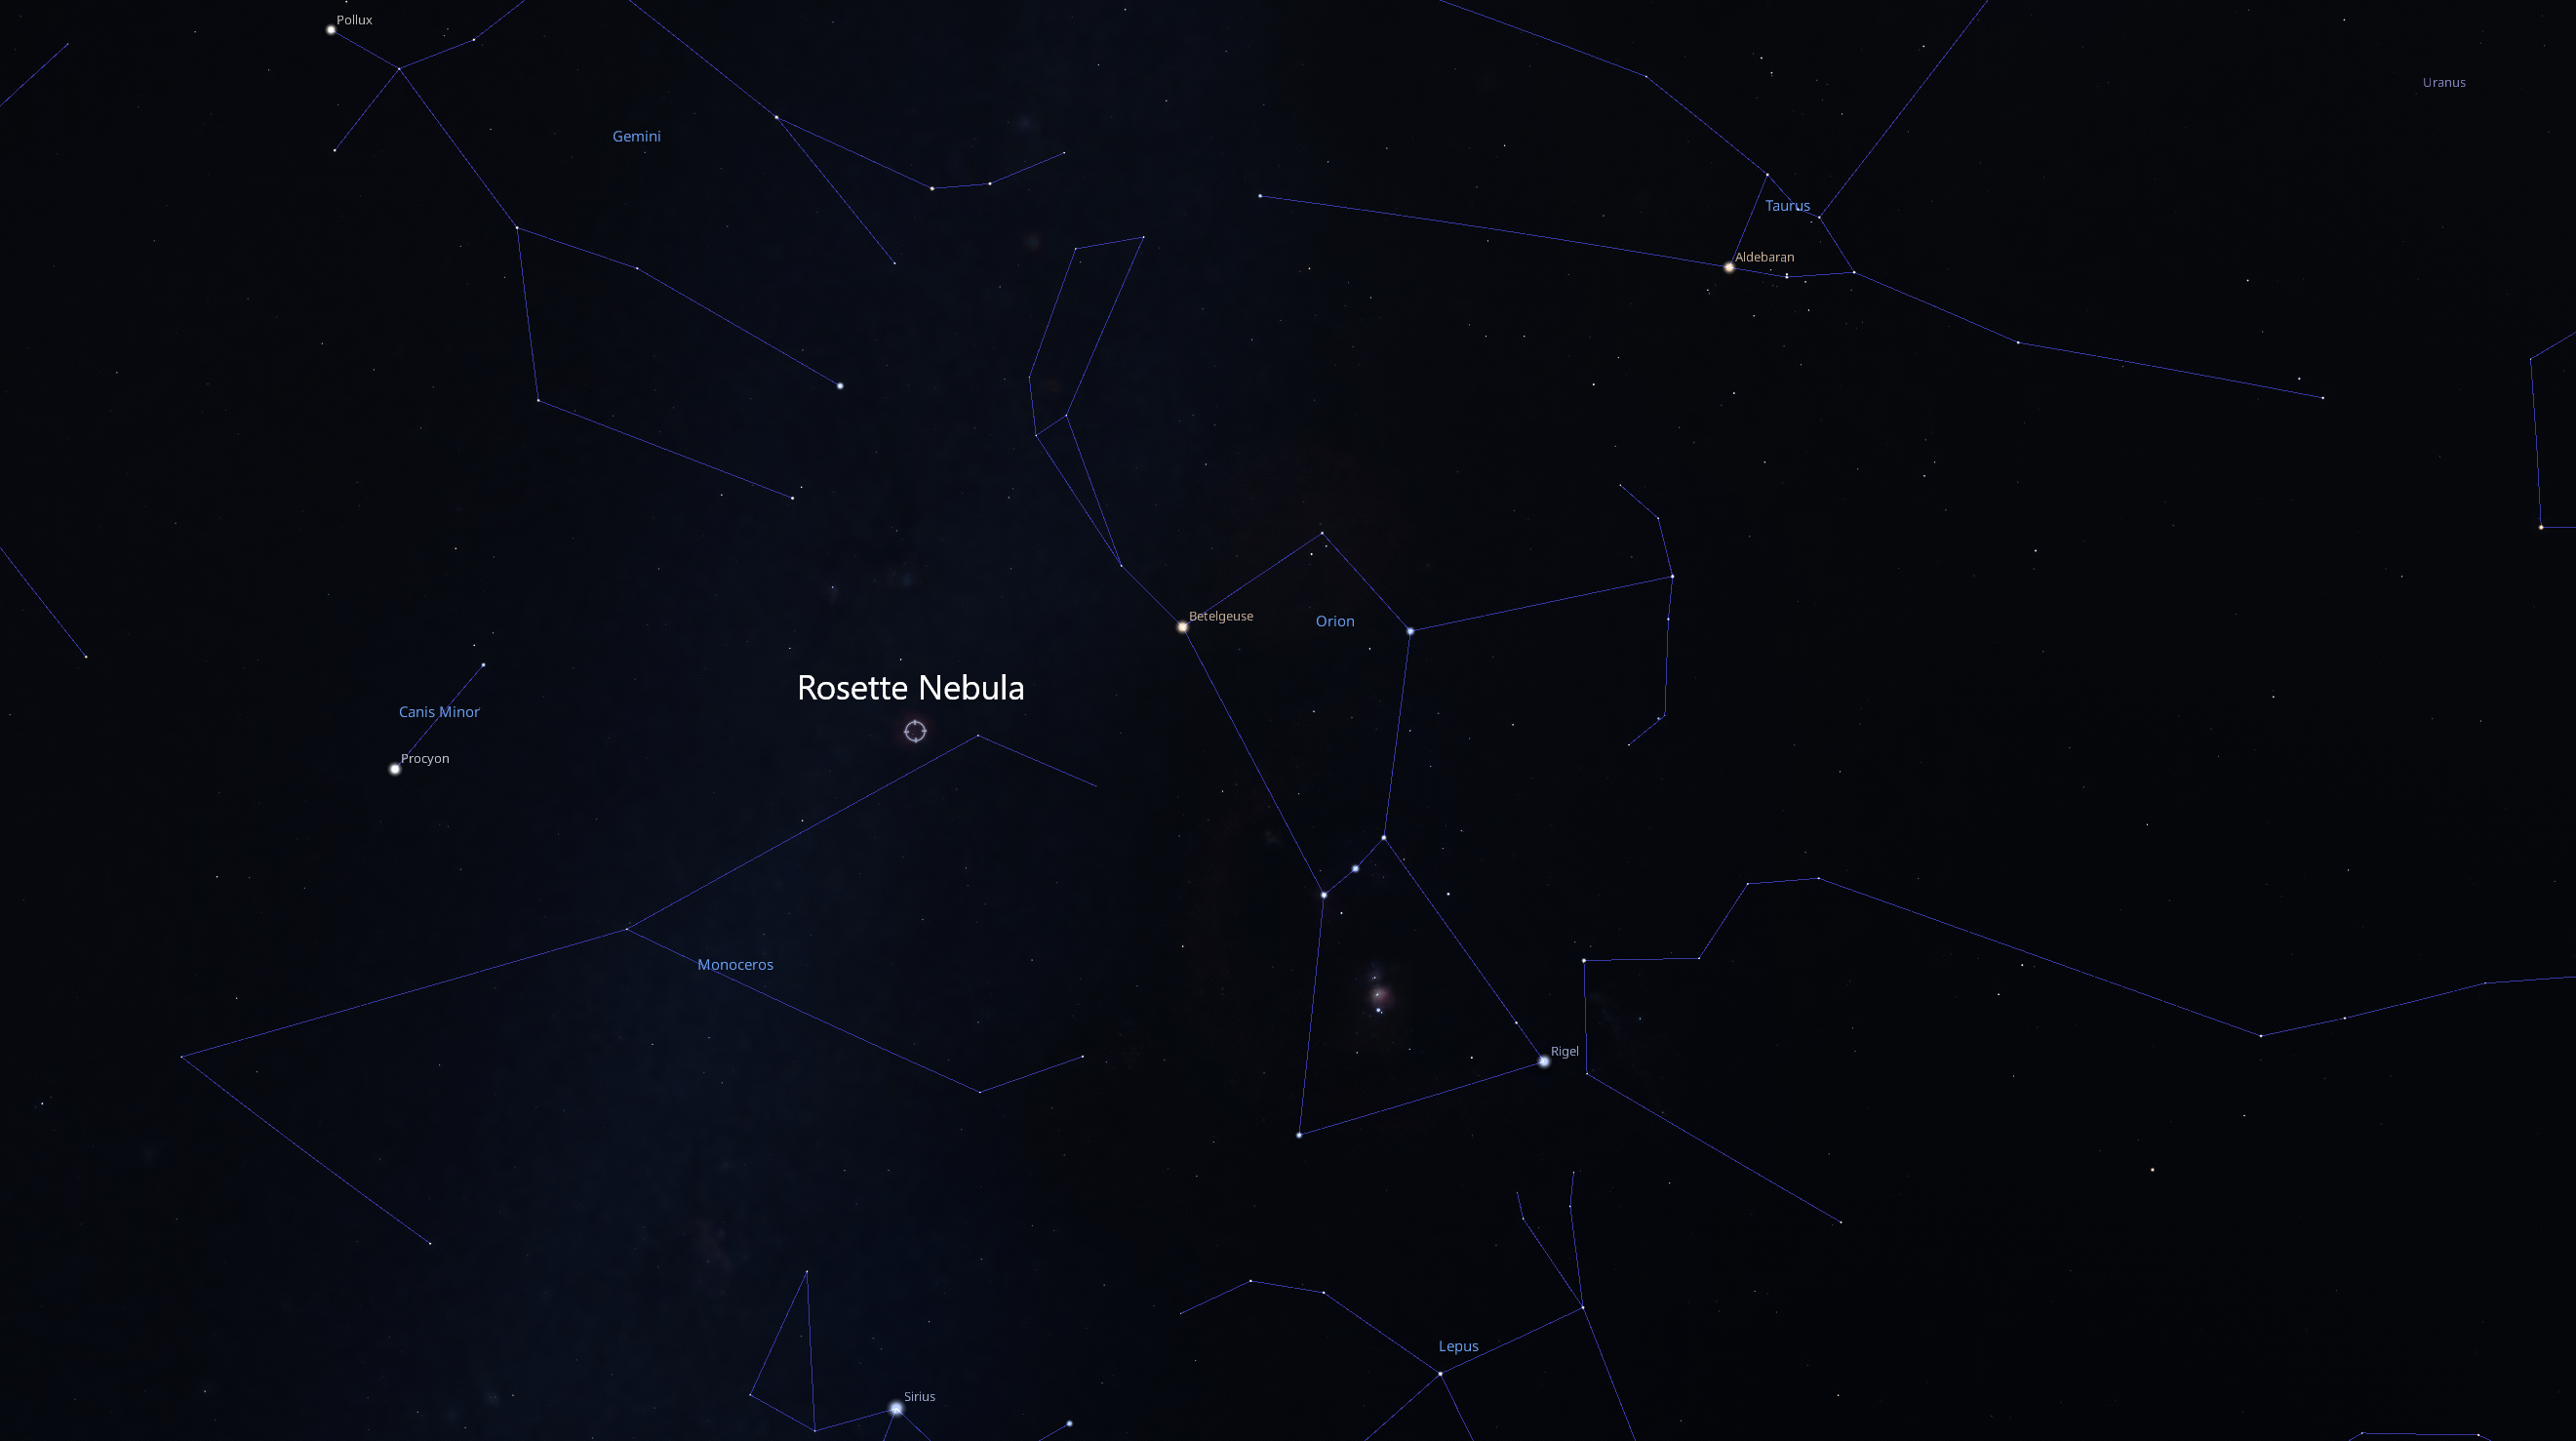 Pollux
Uranus
Gemini
Taurus
Aldebaran
Betelgeuse
Orion
Rosette Nebula
Canis Minor
Procyon
Monoceros
Rigel
Lepus
Sirius